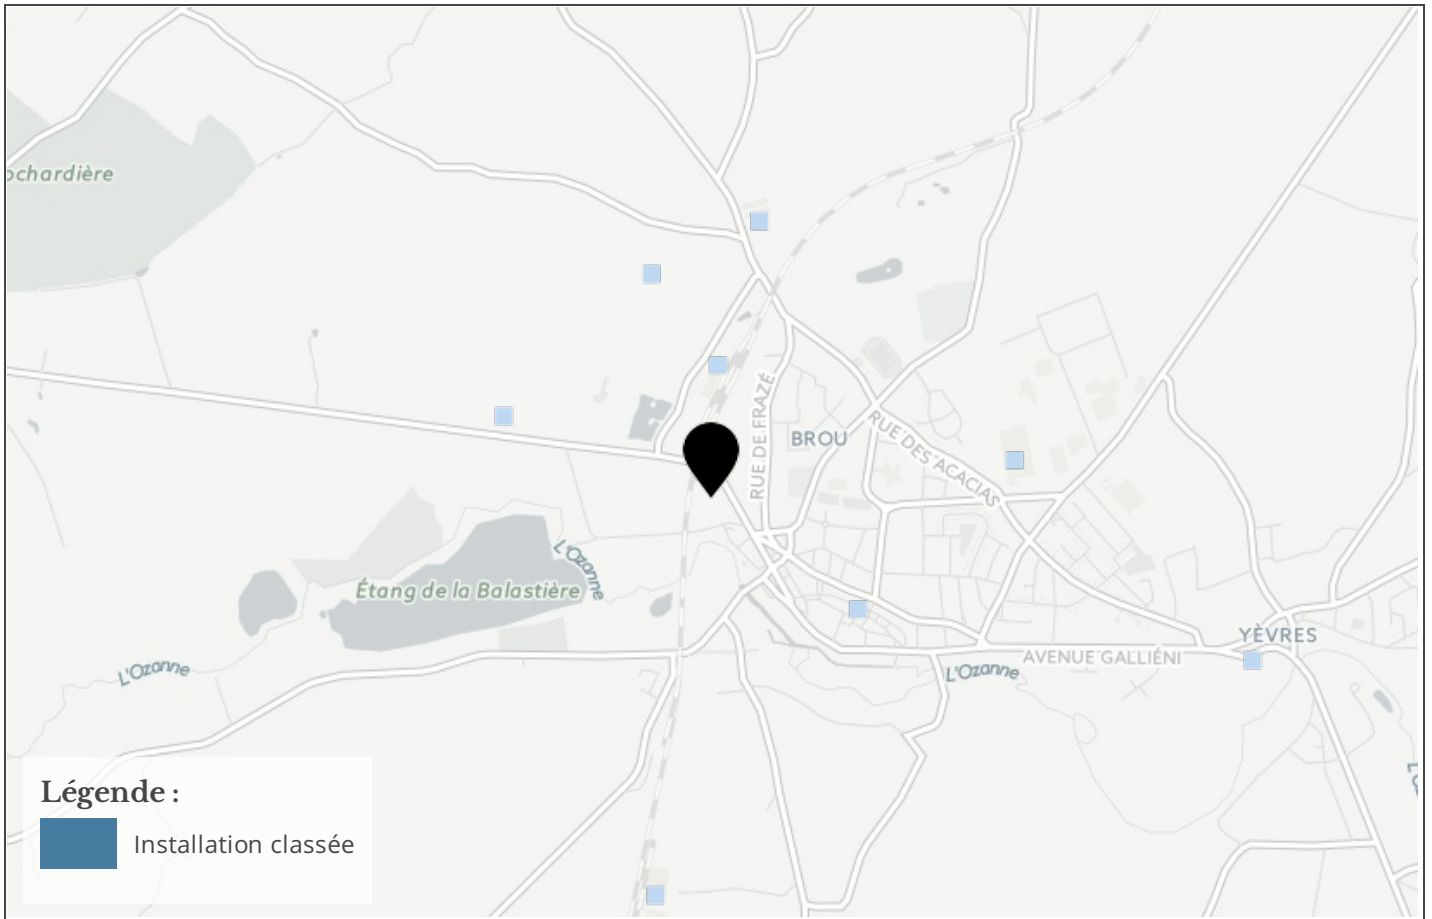 ochardière
RUE DE FRAZÉ
BROU
RUE DES ACACIAS
L'Ozanne
Étang de la Balastière
YÈVRES
AVENUE GALLIÉNI
L'Ozanne
L'Ozanne
Légende :
Installation classée